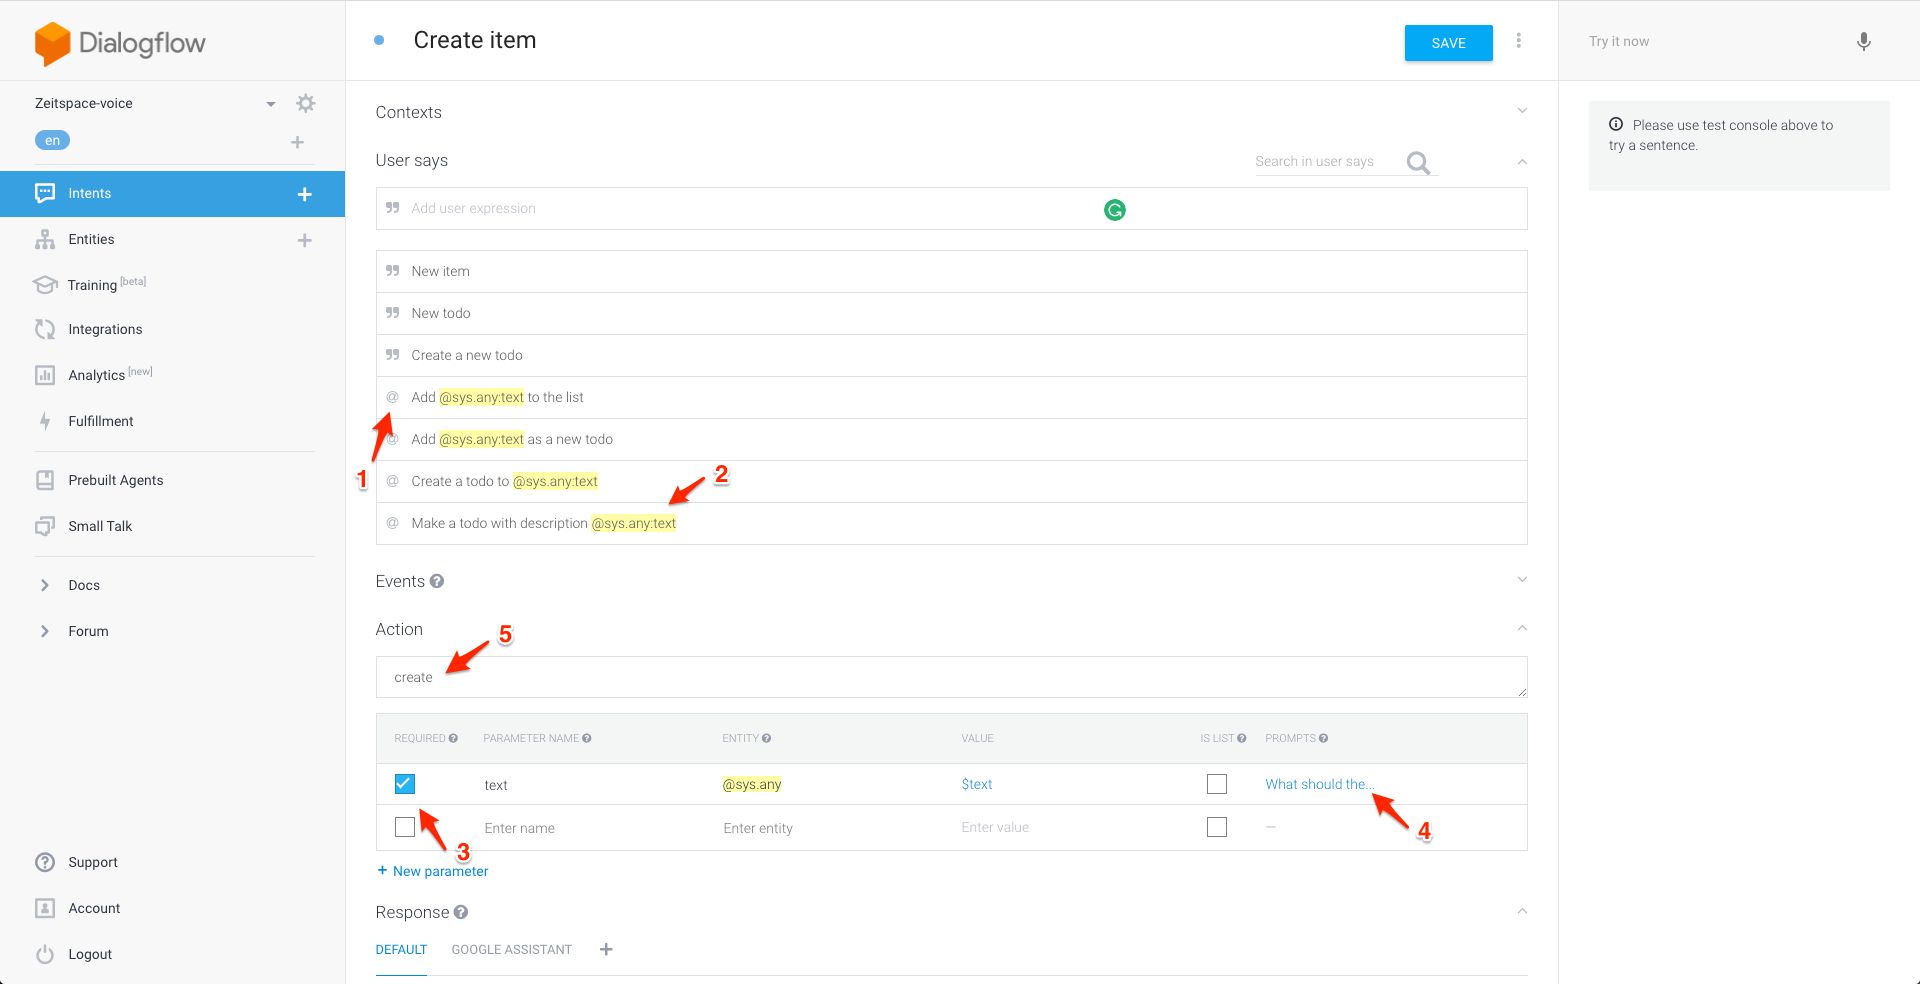 Dialogflow
Zeitspace-voice
en
Intents
Entities
Training [beta]
Integrations
Analytics [new]
Fulfillment
Prebuilt Agents
Small Talk
Docs
Forum
Support
Account
Logout
Create item
SAVE
Contexts
User says
Search in user says
Add user expression
New item
New todo
Create a new todo
@ Add @sys.any:text to the list
@ Add @sys.any:text as a new todo
1
@ Create a todo to @sys.any:text
2
@ Make a todo with description @sys.any:text
Events
Action
5
create
REQUIRED PARAMETER NAME ENTITY VALUE IS LIST PROMPTS
text @sys.any $text What should the...
Enter name Enter entity Enter value —
3
4
+ New parameter
Response
DEFAULT GOOGLE ASSISTANT +
Try it now
Please use test console above to
try a sentence.